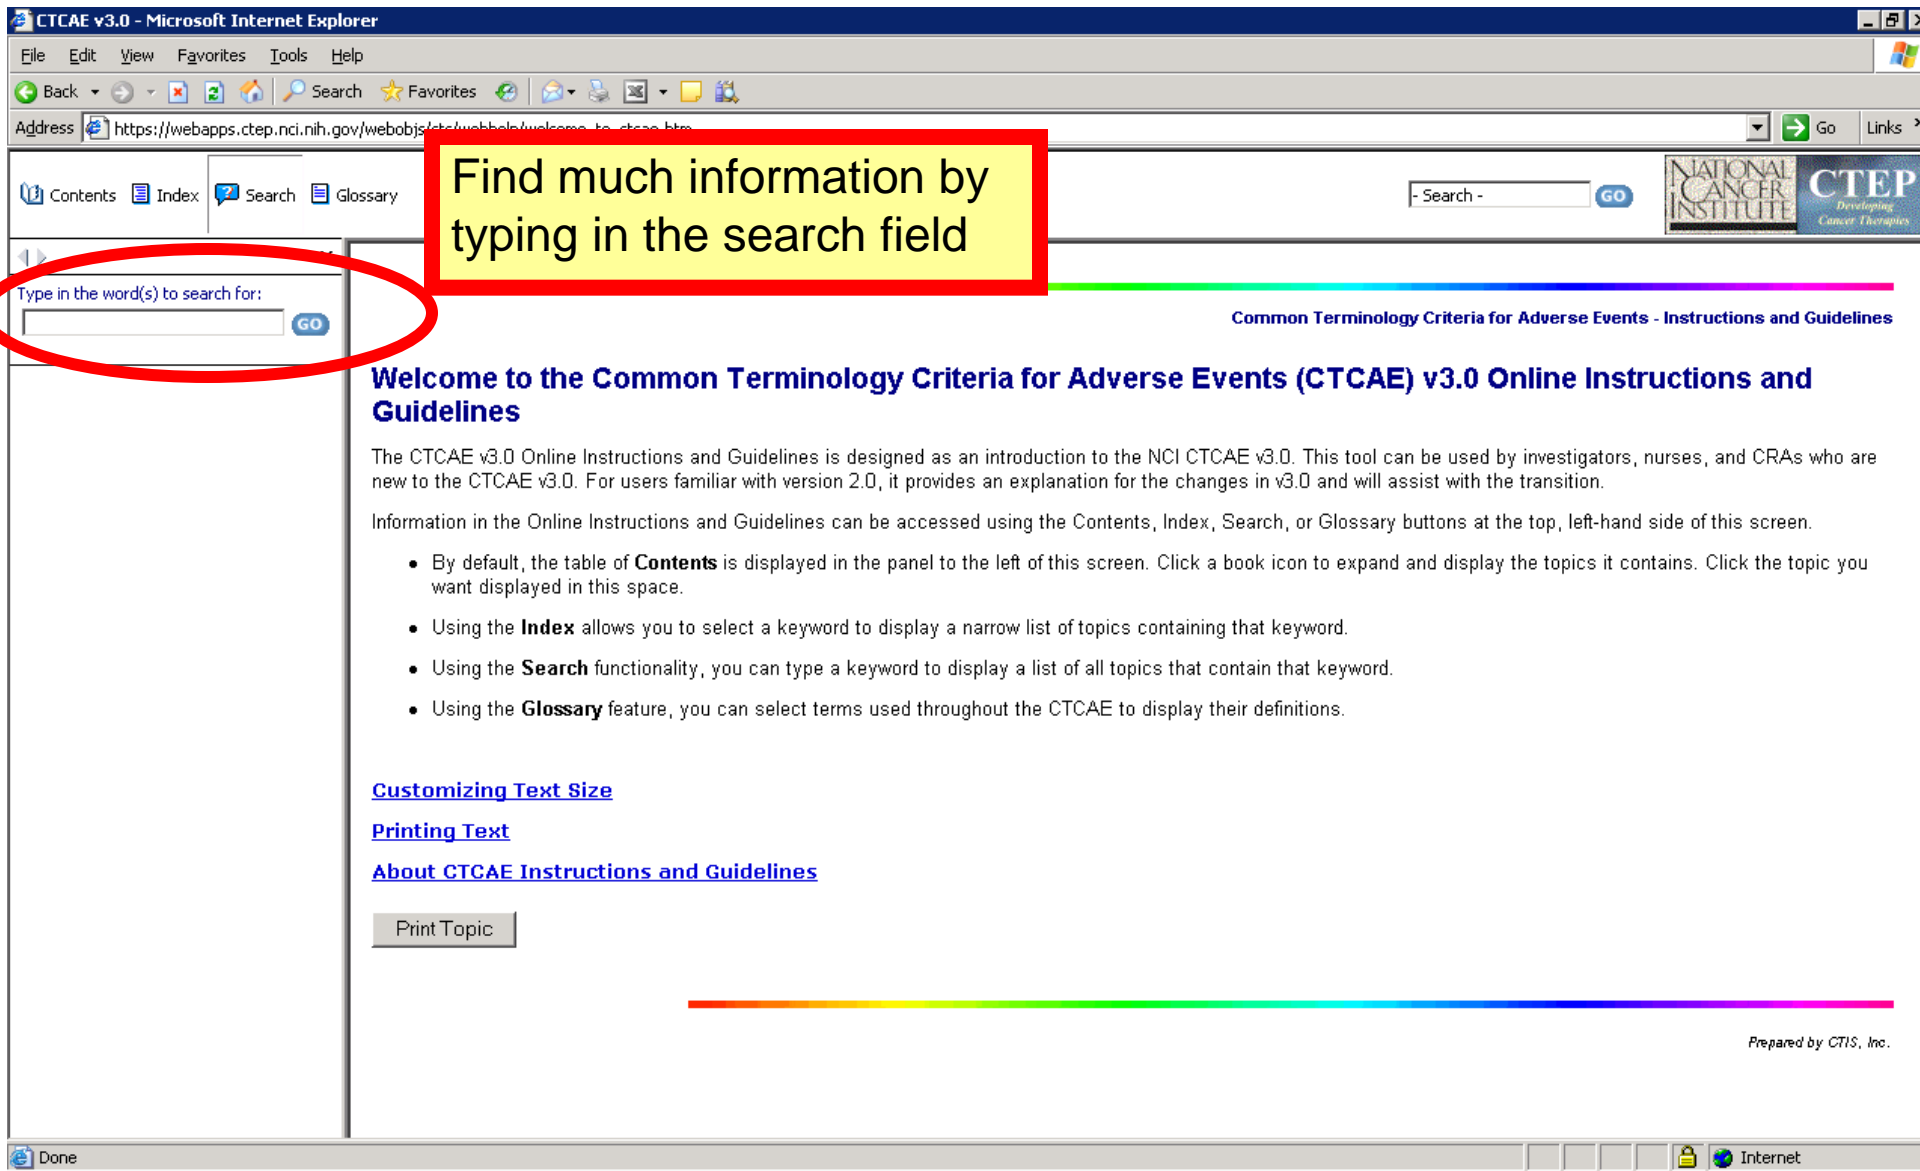 CTCAE v3.0 - Microsoft Internet Explorer
File Edit View Favorites Tools Help
Back Search Favorites
Address https://webapps.ctep.nci.nih.gov/webobjs/ctc/webhelp/welcome_to_ctcae.htm Go Links
Find much information by
typing in the search field
Contents Index Search Glossary
- Search - GO
NATIONAL
CANCER
INSTITUTE
CTEP
Developing
Cancer Therapies
Type in the word(s) to search for:
GO
Common Terminology Criteria for Adverse Events - Instructions and Guidelines
Welcome to the Common Terminology Criteria for Adverse Events (CTCAE) v3.0 Online Instructions and
Guidelines
The CTCAE v3.0 Online Instructions and Guidelines is designed as an introduction to the NCI CTCAE v3.0. This tool can be used by investigators, nurses, and CRAs who are
new to the CTCAE v3.0. For users familiar with version 2.0, it provides an explanation for the changes in v3.0 and will assist with the transition.
Information in the Online Instructions and Guidelines can be accessed using the Contents, Index, Search, or Glossary buttons at the top, left-hand side of this screen.
• By default, the table of Contents is displayed in the panel to the left of this screen. Click a book icon to expand and display the topics it contains. Click the topic you
want displayed in this space.
• Using the Index allows you to select a keyword to display a narrow list of topics containing that keyword.
• Using the Search functionality, you can type a keyword to display a list of all topics that contain that keyword.
• Using the Glossary feature, you can select terms used throughout the CTCAE to display their definitions.
Customizing Text Size
Printing Text
About CTCAE Instructions and Guidelines
Print Topic
Prepared by CTIS, Inc.
Done Internet